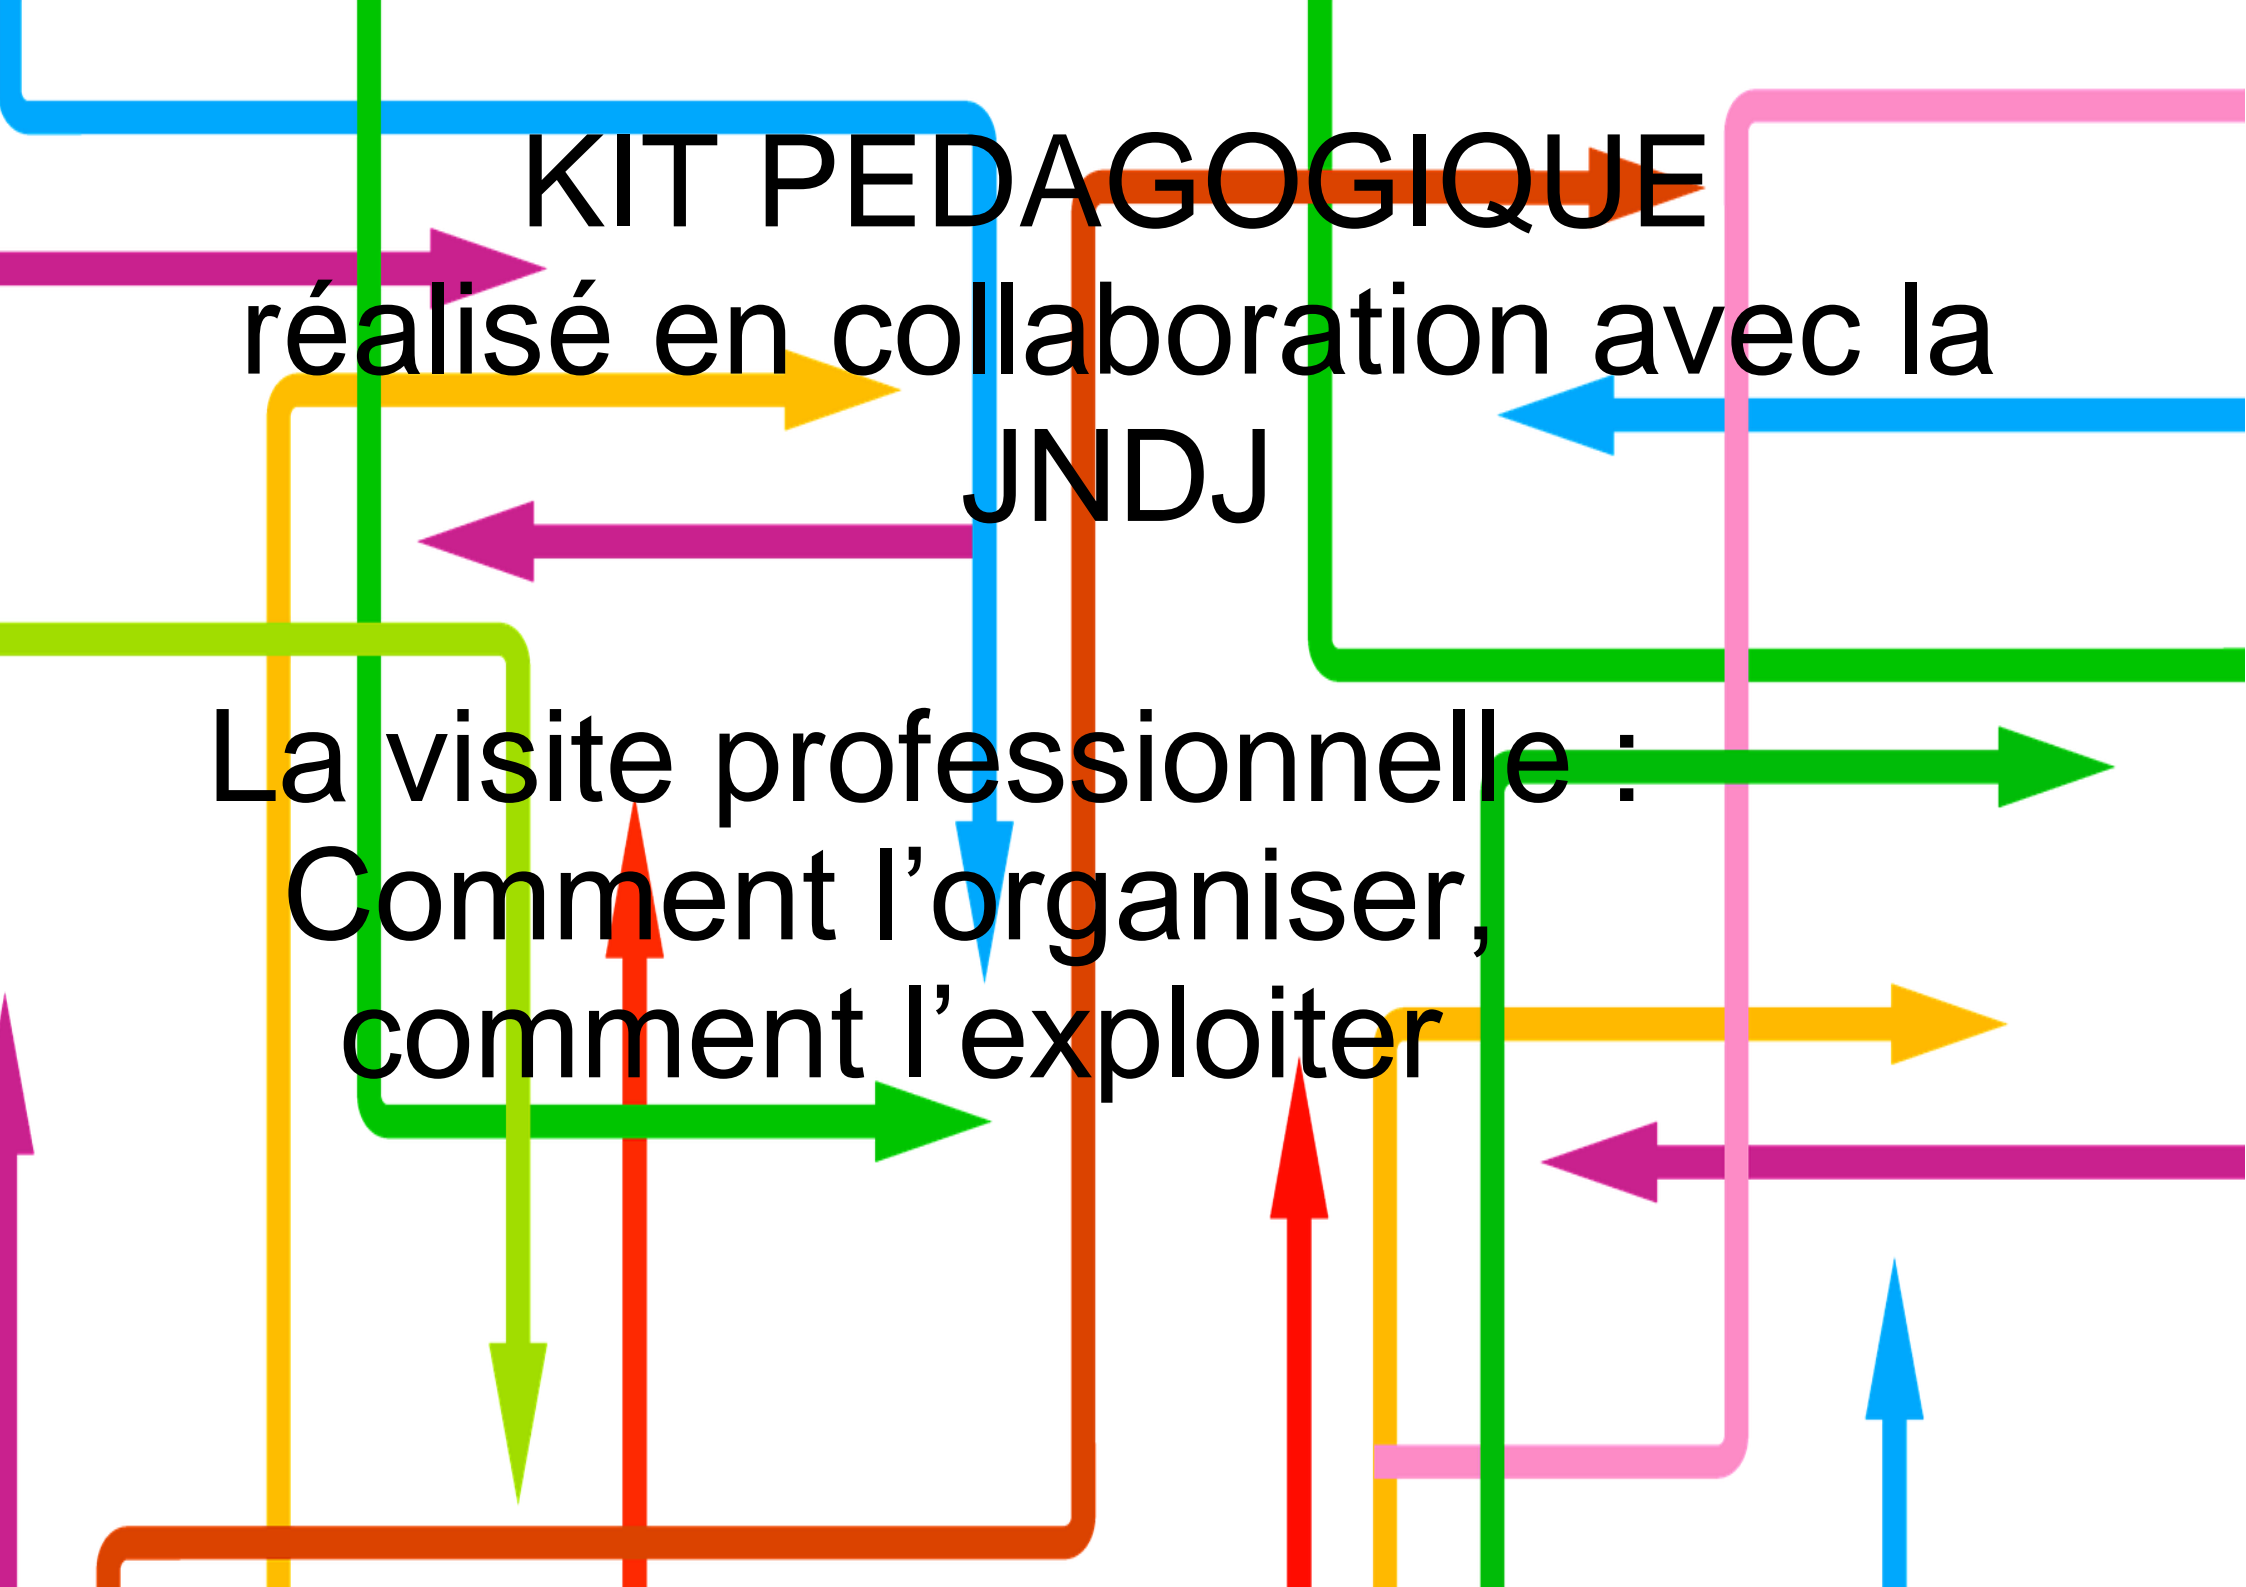 KIT PEDAGOGIQUE
réalisé en collaboration avec la
JNDJ
La visite professionnelle :
Comment l’organiser,
comment l’exploiter